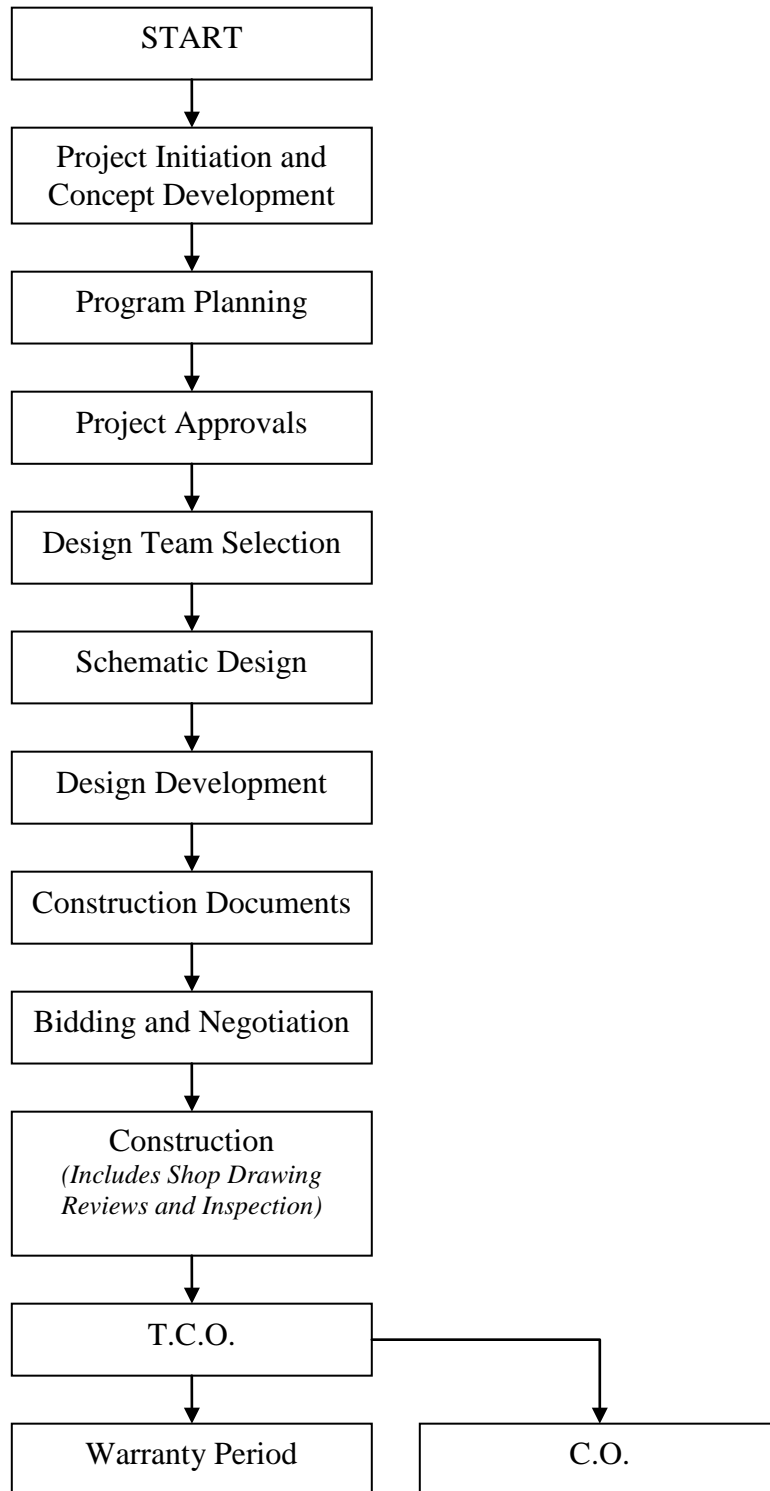 START
Project Initiation and
Concept Development
Program Planning
Project Approvals
Design Team Selection
Schematic Design
Design Development
Construction Documents
Bidding and Negotiation
Construction
(Includes Shop Drawing
Reviews and Inspection)
T.C.O.
Warranty Period
C.O.